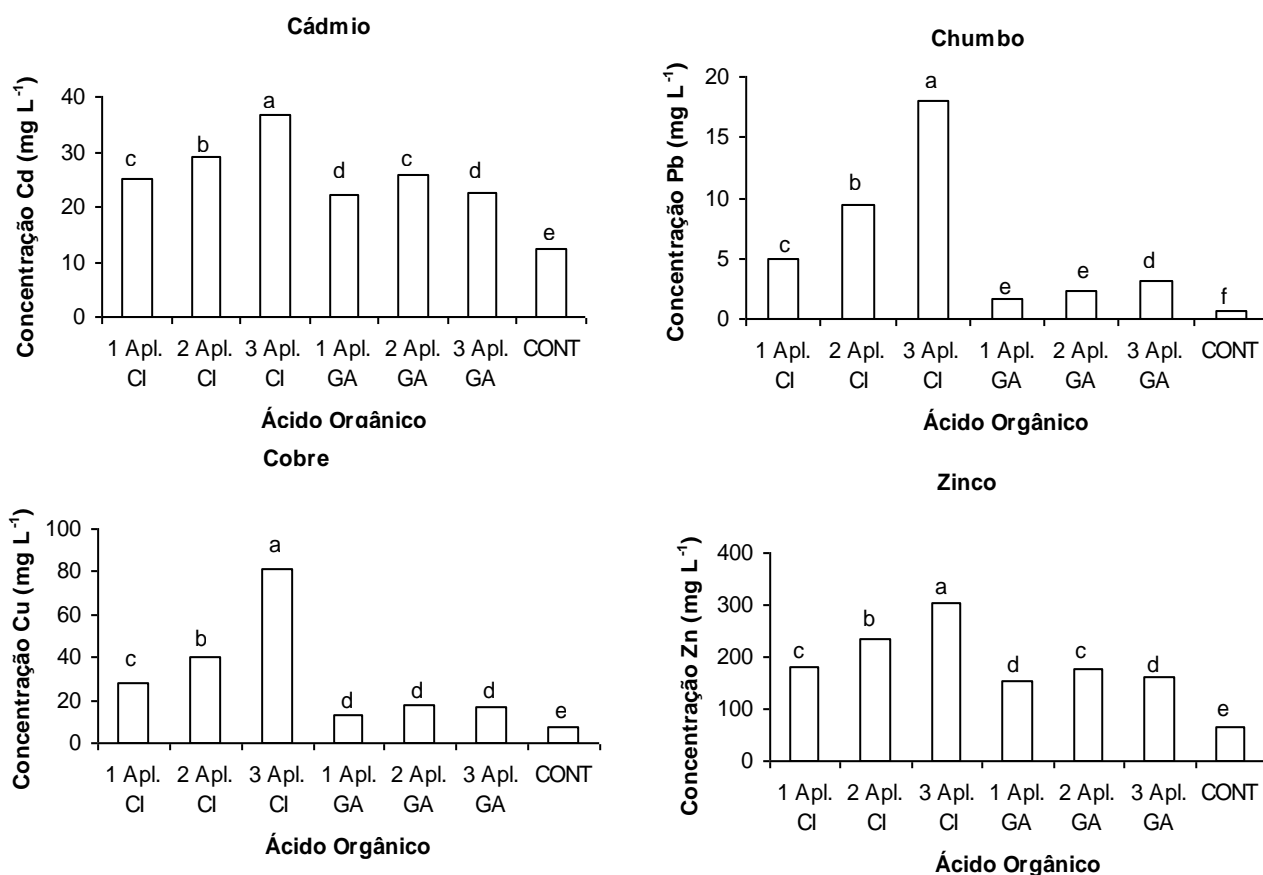 Cádmio
Concentração Cd (mg L-1)
40
30
20
10
0
c
b
a
d
c
d
e
1 Apl. 2 Apl. 3 Apl. 1 Apl. 2 Apl. 3 Apl. CONT
CI CI CI GA GA GA
Ácido Orgânico
Chumbo
Concentração Pb (mg L-1)
20
15
10
5
0
c
b
a
e
e
d
f
1 Apl. 2 Apl. 3 Apl. 1 Apl. 2 Apl. 3 Apl. CONT
CI CI CI GA GA GA
Ácido Orgânico
Cobre
Concentração Cu (mg L-1)
100
80
60
40
20
0
c
b
a
d
d
d
e
1 Apl. 2 Apl. 3 Apl. 1 Apl. 2 Apl. 3 Apl. CONT
CI CI CI GA GA GA
Ácido Orgânico
Zinco
Concentração Zn (mg L-1)
400
300
200
100
0
c
b
a
d
c
d
e
1 Apl. 2 Apl. 3 Apl. 1 Apl. 2 Apl. 3 Apl. CONT
CI CI CI GA GA GA
Ácido Orgânico